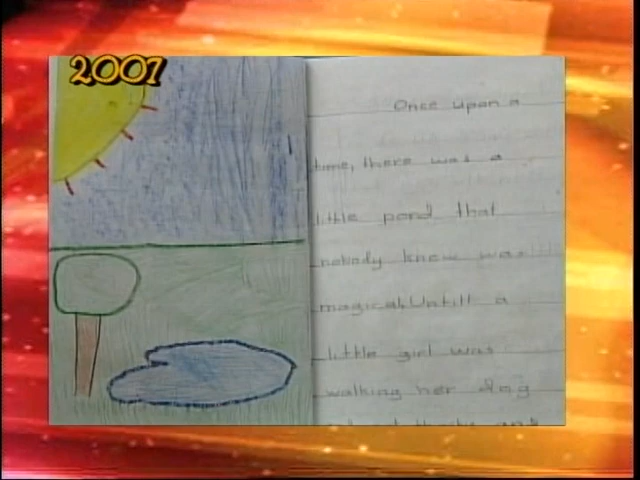 2007
Once upon a
time, there was a
little pond that
nobody knew was
magical. Untill a
little girl was
walking her dog